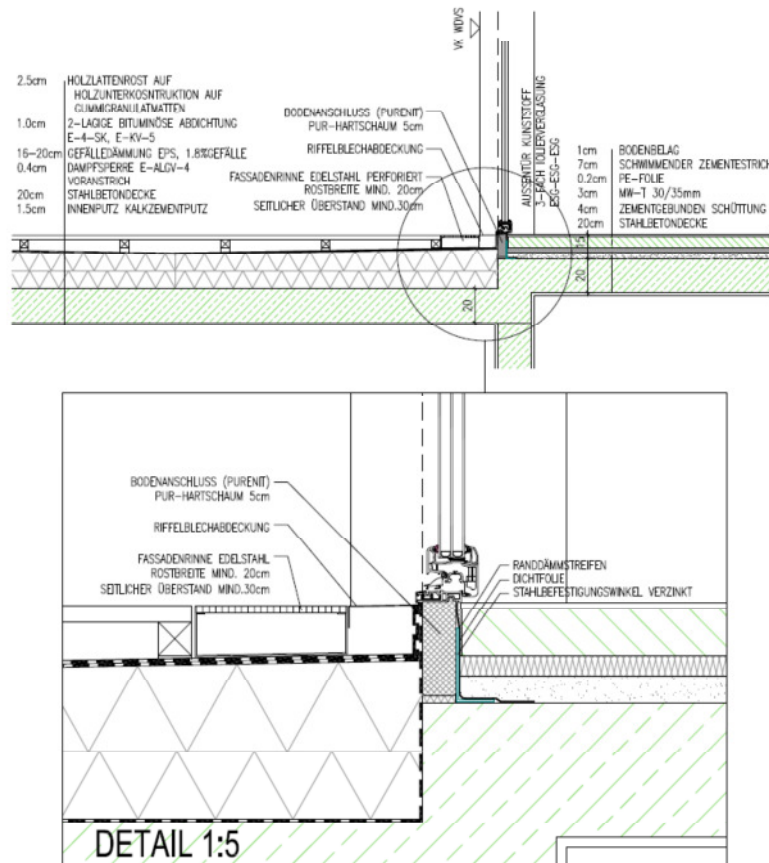 VK WDVS
2.5cm HOLZLATTENROST AUF
HOLZUNTERKOSNTRUKTION AUF
GUMMIGRANULATMATTEN
1.0cm 2-LAGIGE BITUMINÖSE ABDICHTUNG
E-4-SK, E-KV-5
16-20cm GEFÄLLEDÄMMUNG EPS, 1.8%GEFÄLLE
0.4cm DAMPFSPERRE E-ALGV-4
VORANSTRICH
20cm STAHLBETONDECKE
1.5cm INNENPUTZ KALKZEMENTPUTZ
BODENANSCHLUSS (PURENIT)
PUR-HARTSCHAUM 5cm
RIFFELBLECHABDECKUNG
FASSADENRINNE EDELSTAHL PERFORIERT
ROSTBREITE MIND. 20cm
SEITLICHER ÜBERSTAND MIND.30cm
AUSSENTÜR KUNSTSTOFF
3-FACH IOLIERVERGLASUNG
ESG-ESG-ESG
1cm BODENBELAG
7cm SCHWIMMENDER ZEMENTESTRICH
0.2cm PE-FOLIE
3cm MW-T 30/35mm
4cm ZEMENTGEBUNDEN SCHÜTTUNG
20cm STAHLBETONDECKE
15
20
20
BODENANSCHLUSS (PURENIT)
PUR-HARTSCHAUM 5cm
RIFFELBLECHABDECKUNG
FASSADENRINNE EDELSTAHL
ROSTBREITE MIND. 20cm
SEITLICHER ÜBERSTAND MIND.30cm
RANDDÄMMSTREIFEN
DICHTFOLIE
STAHLBEFESTIGUNGSWINKEL VERZINKT
DETAIL 1:5